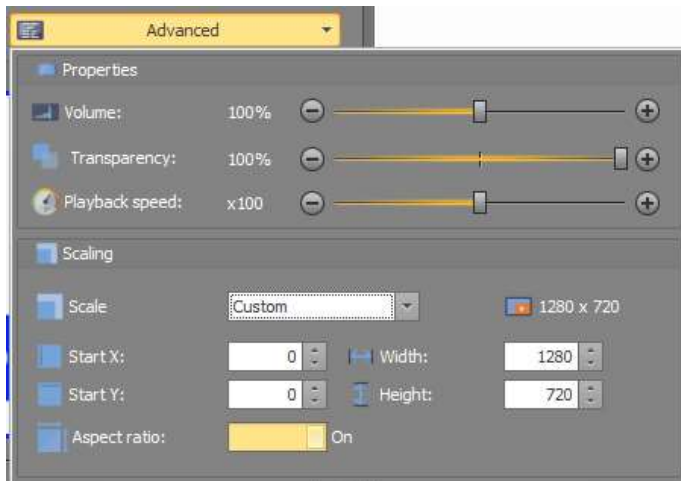 Advanced
Properties
Volume: 100%
Transparency: 100%
Playback speed: x100
Scaling
Scale Custom 1280 x 720
Start X: 0 Width: 1280
Start Y: 0 Height: 720
Aspect ratio: On